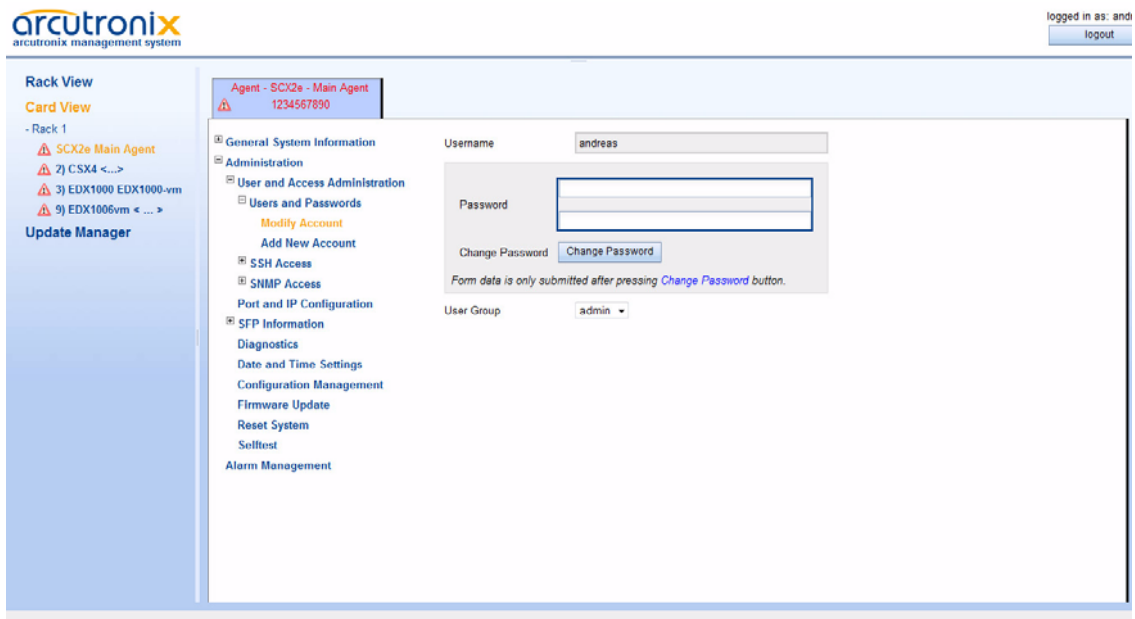 arcutronix
arcutronix management system
logged in as: andr
logout
Rack View
Card View
- Rack 1
SCX2e Main Agent
2) CSX4 <...>
3) EDX1000 EDX1000-vm
9) EDX1006vm < ... >
Update Manager
Agent - SCX2e - Main Agent
1234567890
General System Information
Administration
User and Access Administration
Users and Passwords
Modify Account
Add New Account
SSH Access
SNMP Access
Port and IP Configuration
SFP Information
Diagnostics
Date and Time Settings
Configuration Management
Firmware Update
Reset System
Selftest
Alarm Management
Username andreas
Password
Change Password Change Password
Form data is only submitted after pressing Change Password button.
User Group admin